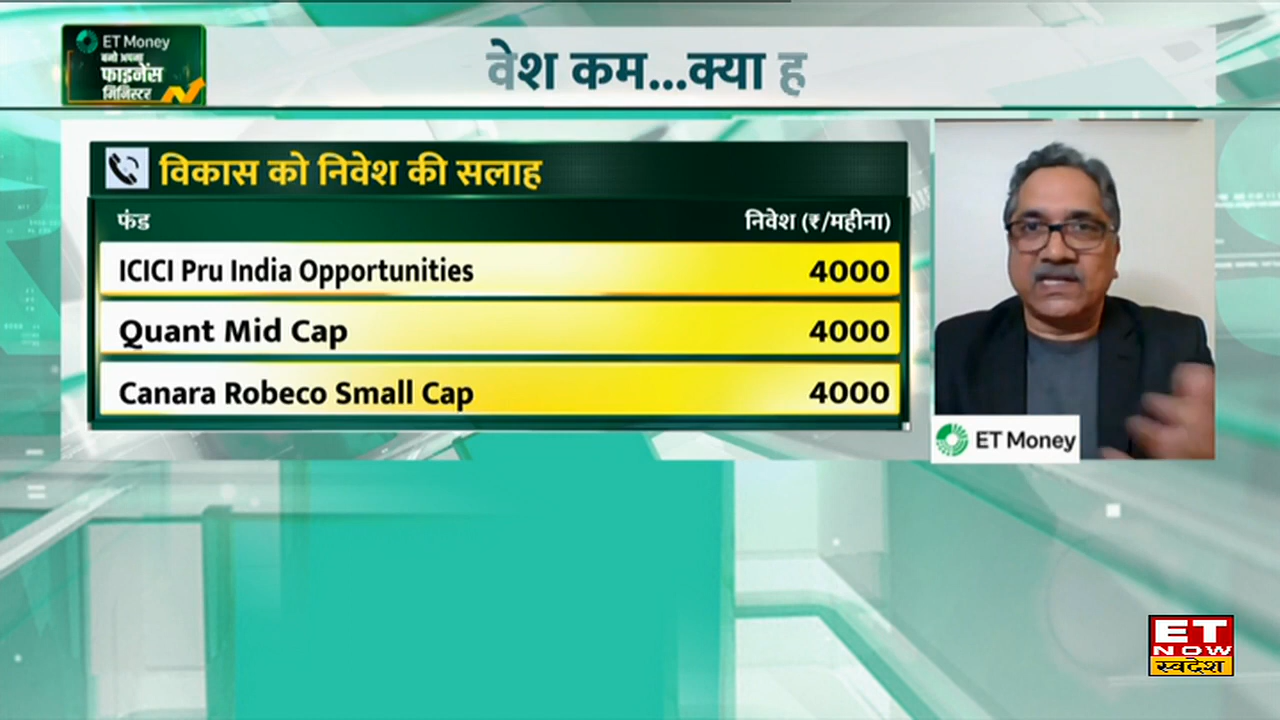 ET Money
बनो अपना
फाइनेंस
मिनिस्टर
वेश कम...क्या ह
विकास को निवेश की सलाह
फंड निवेश (₹/महीना)
ICICI Pru India Opportunities 4000
Quant Mid Cap 4000
Canara Robeco Small Cap 4000
ET Money
ET
NOW
स्वदेश